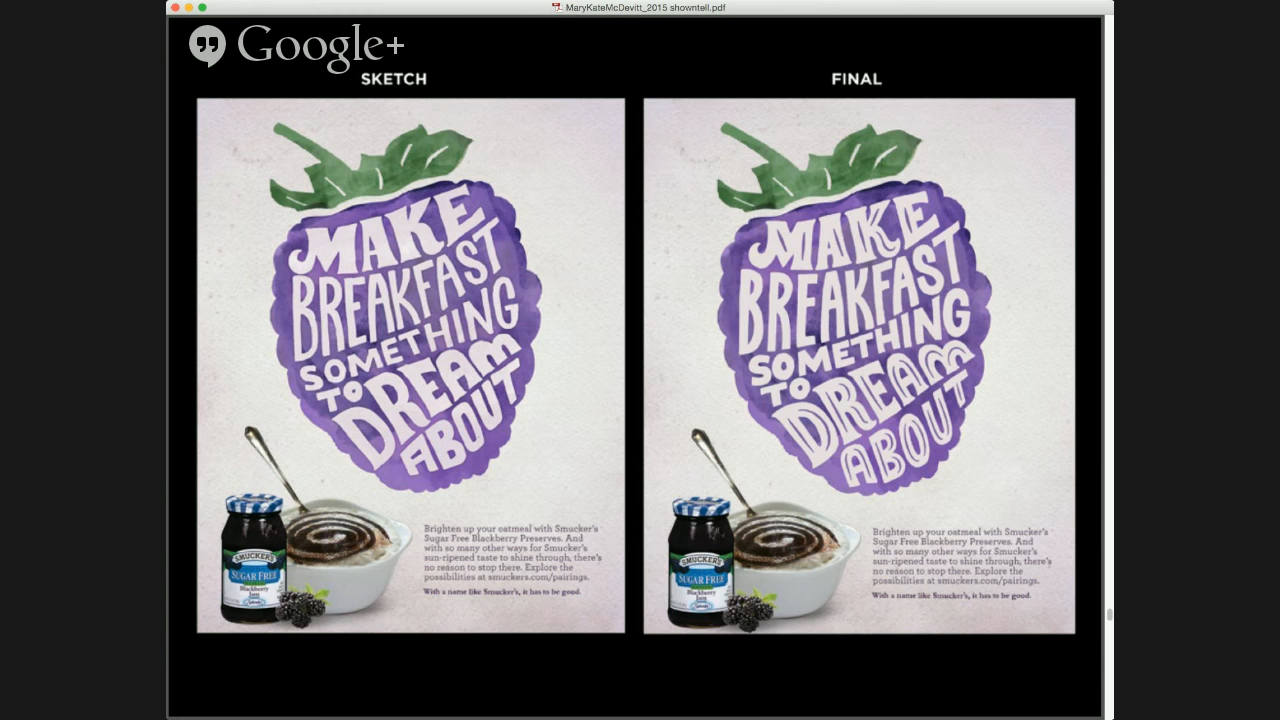 MaryKateMcDevitt_2015 showntell.pdf
Google+
SKETCH
FINAL
MAKE
BREAKFAST
SOMETHING
TO
DREAM
ABOUT
SMUCKER'S
SUGAR FREE
Blackberry
Jam
Brighten up your oatmeal with Smucker's
Sugar Free Blackberry Preserves. And
with so many other ways for Smucker's
sun-ripened taste to shine through, there's
no reason to stop there. Explore the
possibilities at smuckers.com/pairings.
With a name like Smucker's, it has to be good.
MAKE
BREAKFAST
SOMETHING
TO
DREAM
ABOUT
SMUCKER'S
SUGAR FREE
Blackberry
Jam
Brighten up your oatmeal with Smucker's
Sugar Free Blackberry Preserves. And
with so many other ways for Smucker's
sun-ripened taste to shine through, there's
no reason to stop there. Explore the
possibilities at smuckers.com/pairings.
With a name like Smucker's, it has to be good.